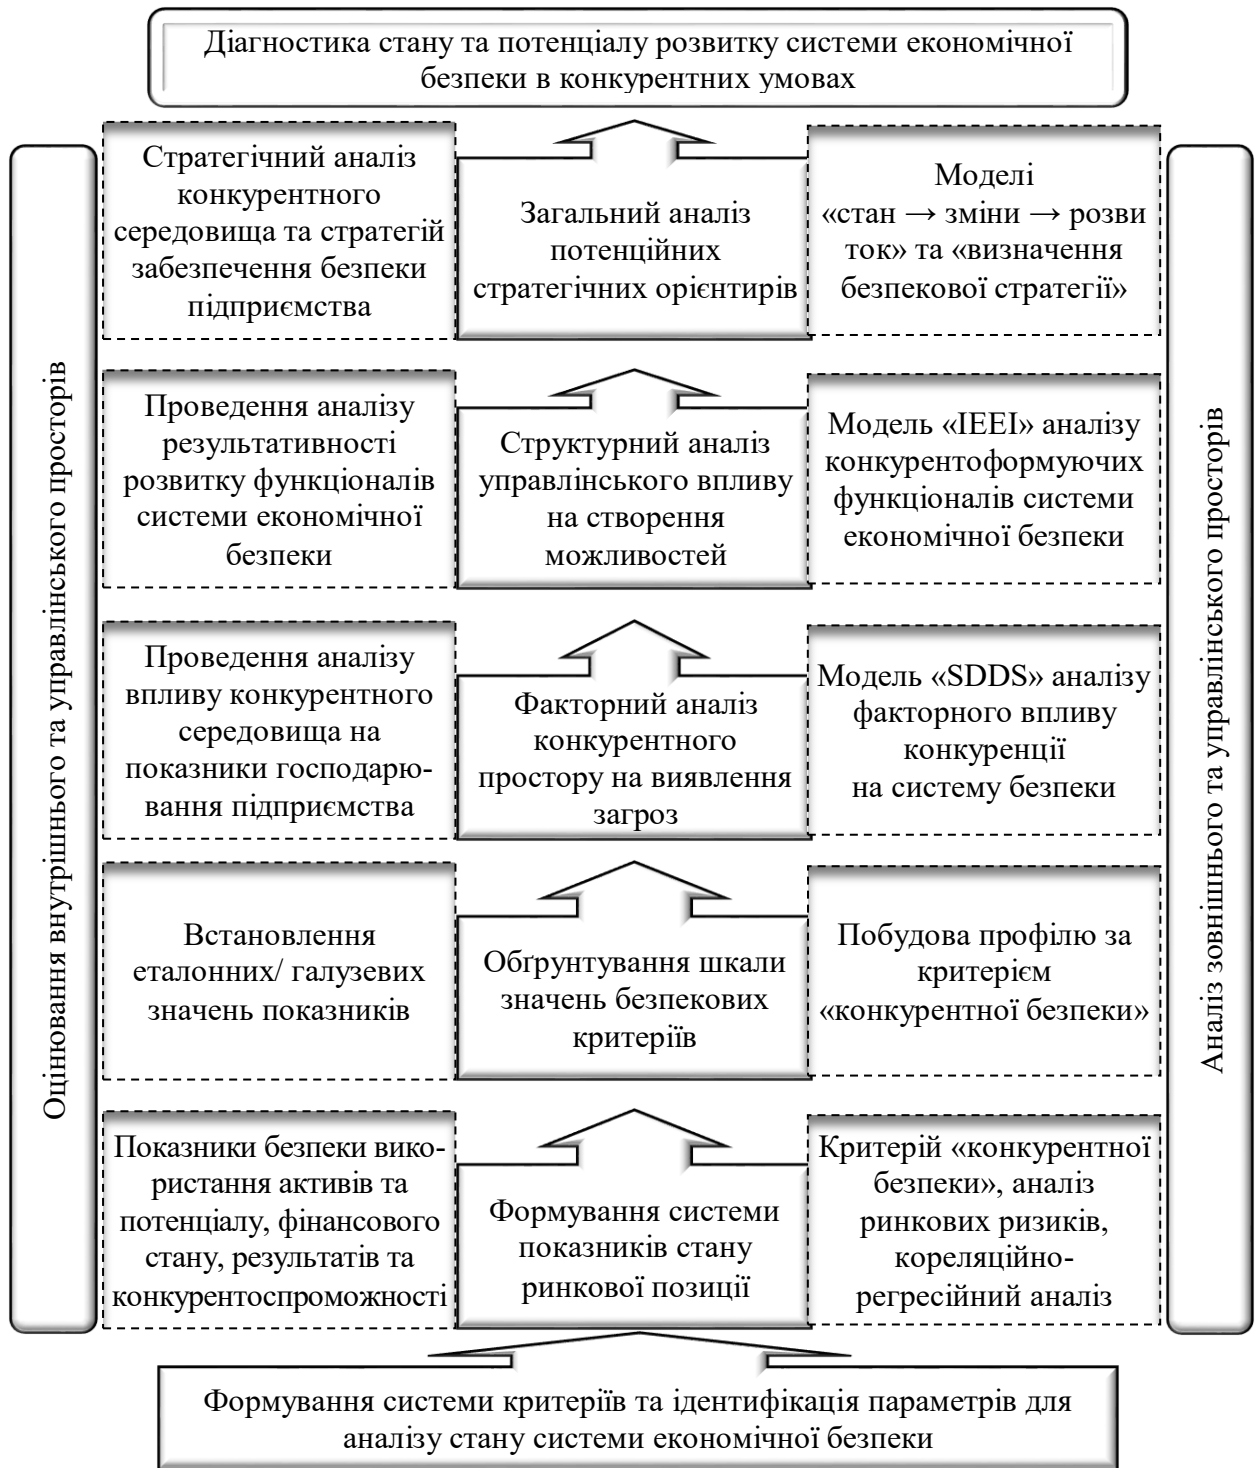 Діагностика стану та потенціалу розвитку системи економічної
безпеки в конкурентних умовах
Оцінювання внутрішнього та управлінського просторів
Стратегічний аналіз
конкурентного
середовища та стратегій
забезпечення безпеки
підприємства
Загальний аналіз
потенційних
стратегічних орієнтирів
Моделі
«стан → зміни → розви
ток» та «визначення
безпекової стратегії»
Проведення аналізу
результативності
розвитку функціоналів
системи економічної
безпеки
Структурний аналіз
управлінського впливу
на створення
можливостей
Модель «IEEI» аналізу
конкурентоформуючих
функціоналів системи
економічної безпеки
Проведення аналізу
впливу конкурентного
середовища на
показники господарю-
вання підприємства
Факторний аналіз
конкурентного
простору на виявлення
загроз
Модель «SDDS» аналізу
факторного впливу
конкуренції
на систему безпеки
Встановлення
еталонних/ галузевих
значень показників
Обґрунтування шкали
значень безпекових
критеріїв
Побудова профілю за
критерієм
«конкурентної безпеки»
Показники безпеки вико-
ристання активів та
потенціалу, фінансового
стану, результатів та
конкурентоспроможності
Формування системи
показників стану
ринкової позиції
Критерій «конкурентної
безпеки», аналіз
ринкових ризиків,
кореляційно-
регресійний аналіз
Аналіз зовнішнього та управлінського просторів
Формування системи критеріїв та ідентифікація параметрів для
аналізу стану системи економічної безпеки